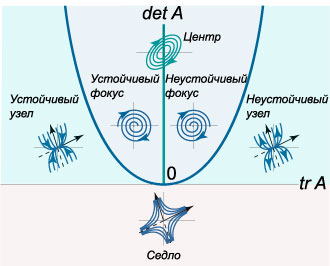 det A
Центр
Устойчивый
фокус
Неустойчивый
фокус
Устойчивый
узел
Неустойчивый
узел
0
tr A
Седло